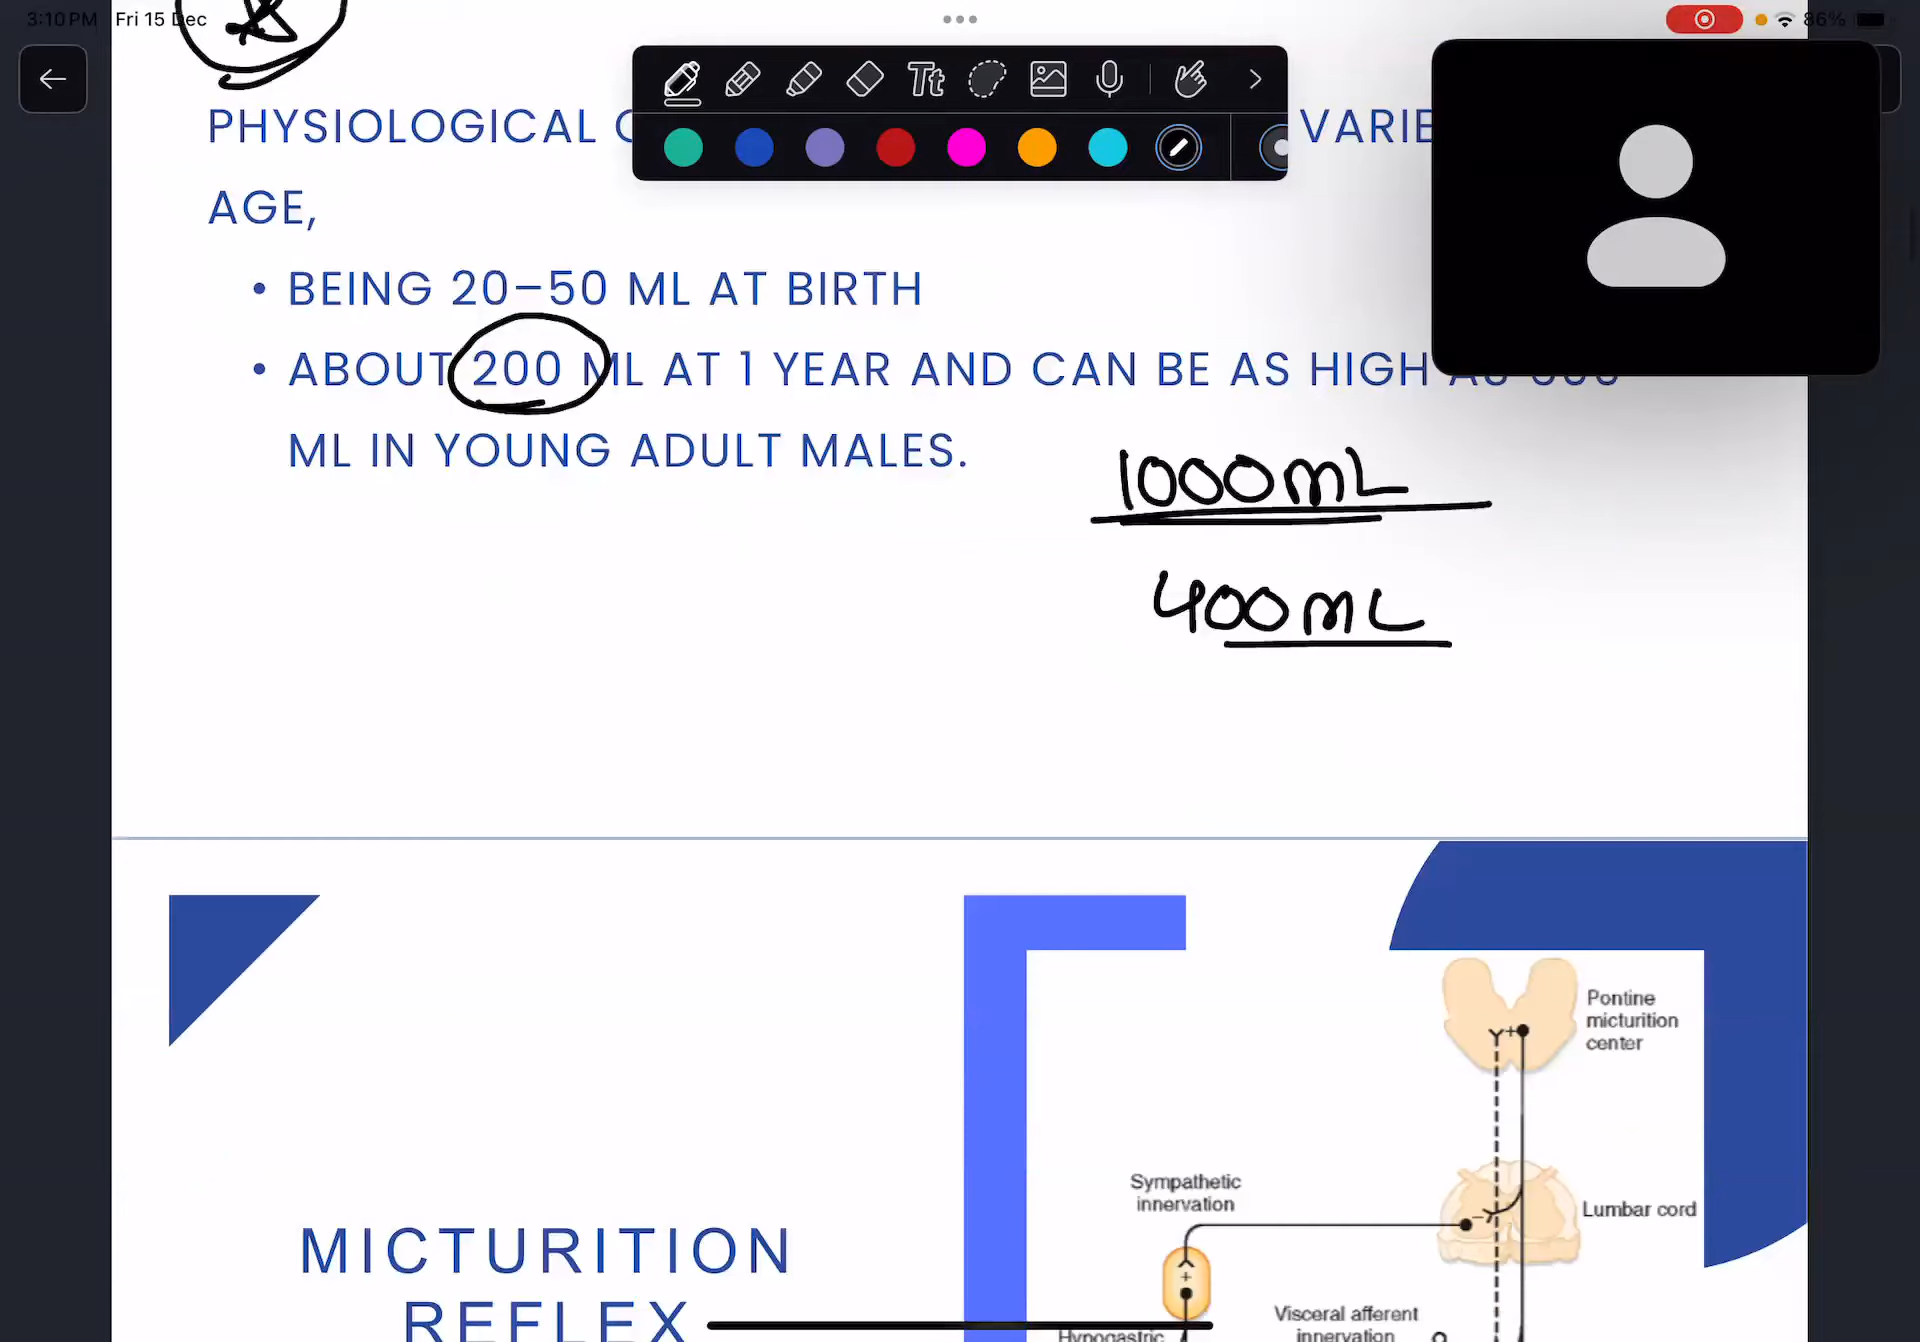 3:10 PM Fri 15 Dec
86%
Tt
PHYSIOLOGICAL VARIE
AGE,
• BEING 20–50 ML AT BIRTH
• ABOUT 200 ML AT 1 YEAR AND CAN BE AS HIGH
ML IN YOUNG ADULT MALES.
1000mL
400mL
Pontine
micturition
center
Sympathetic
innervation
Lumbar cord
MICTURITION
REFLEX
Visceral afferent
innervation
Hypogastric